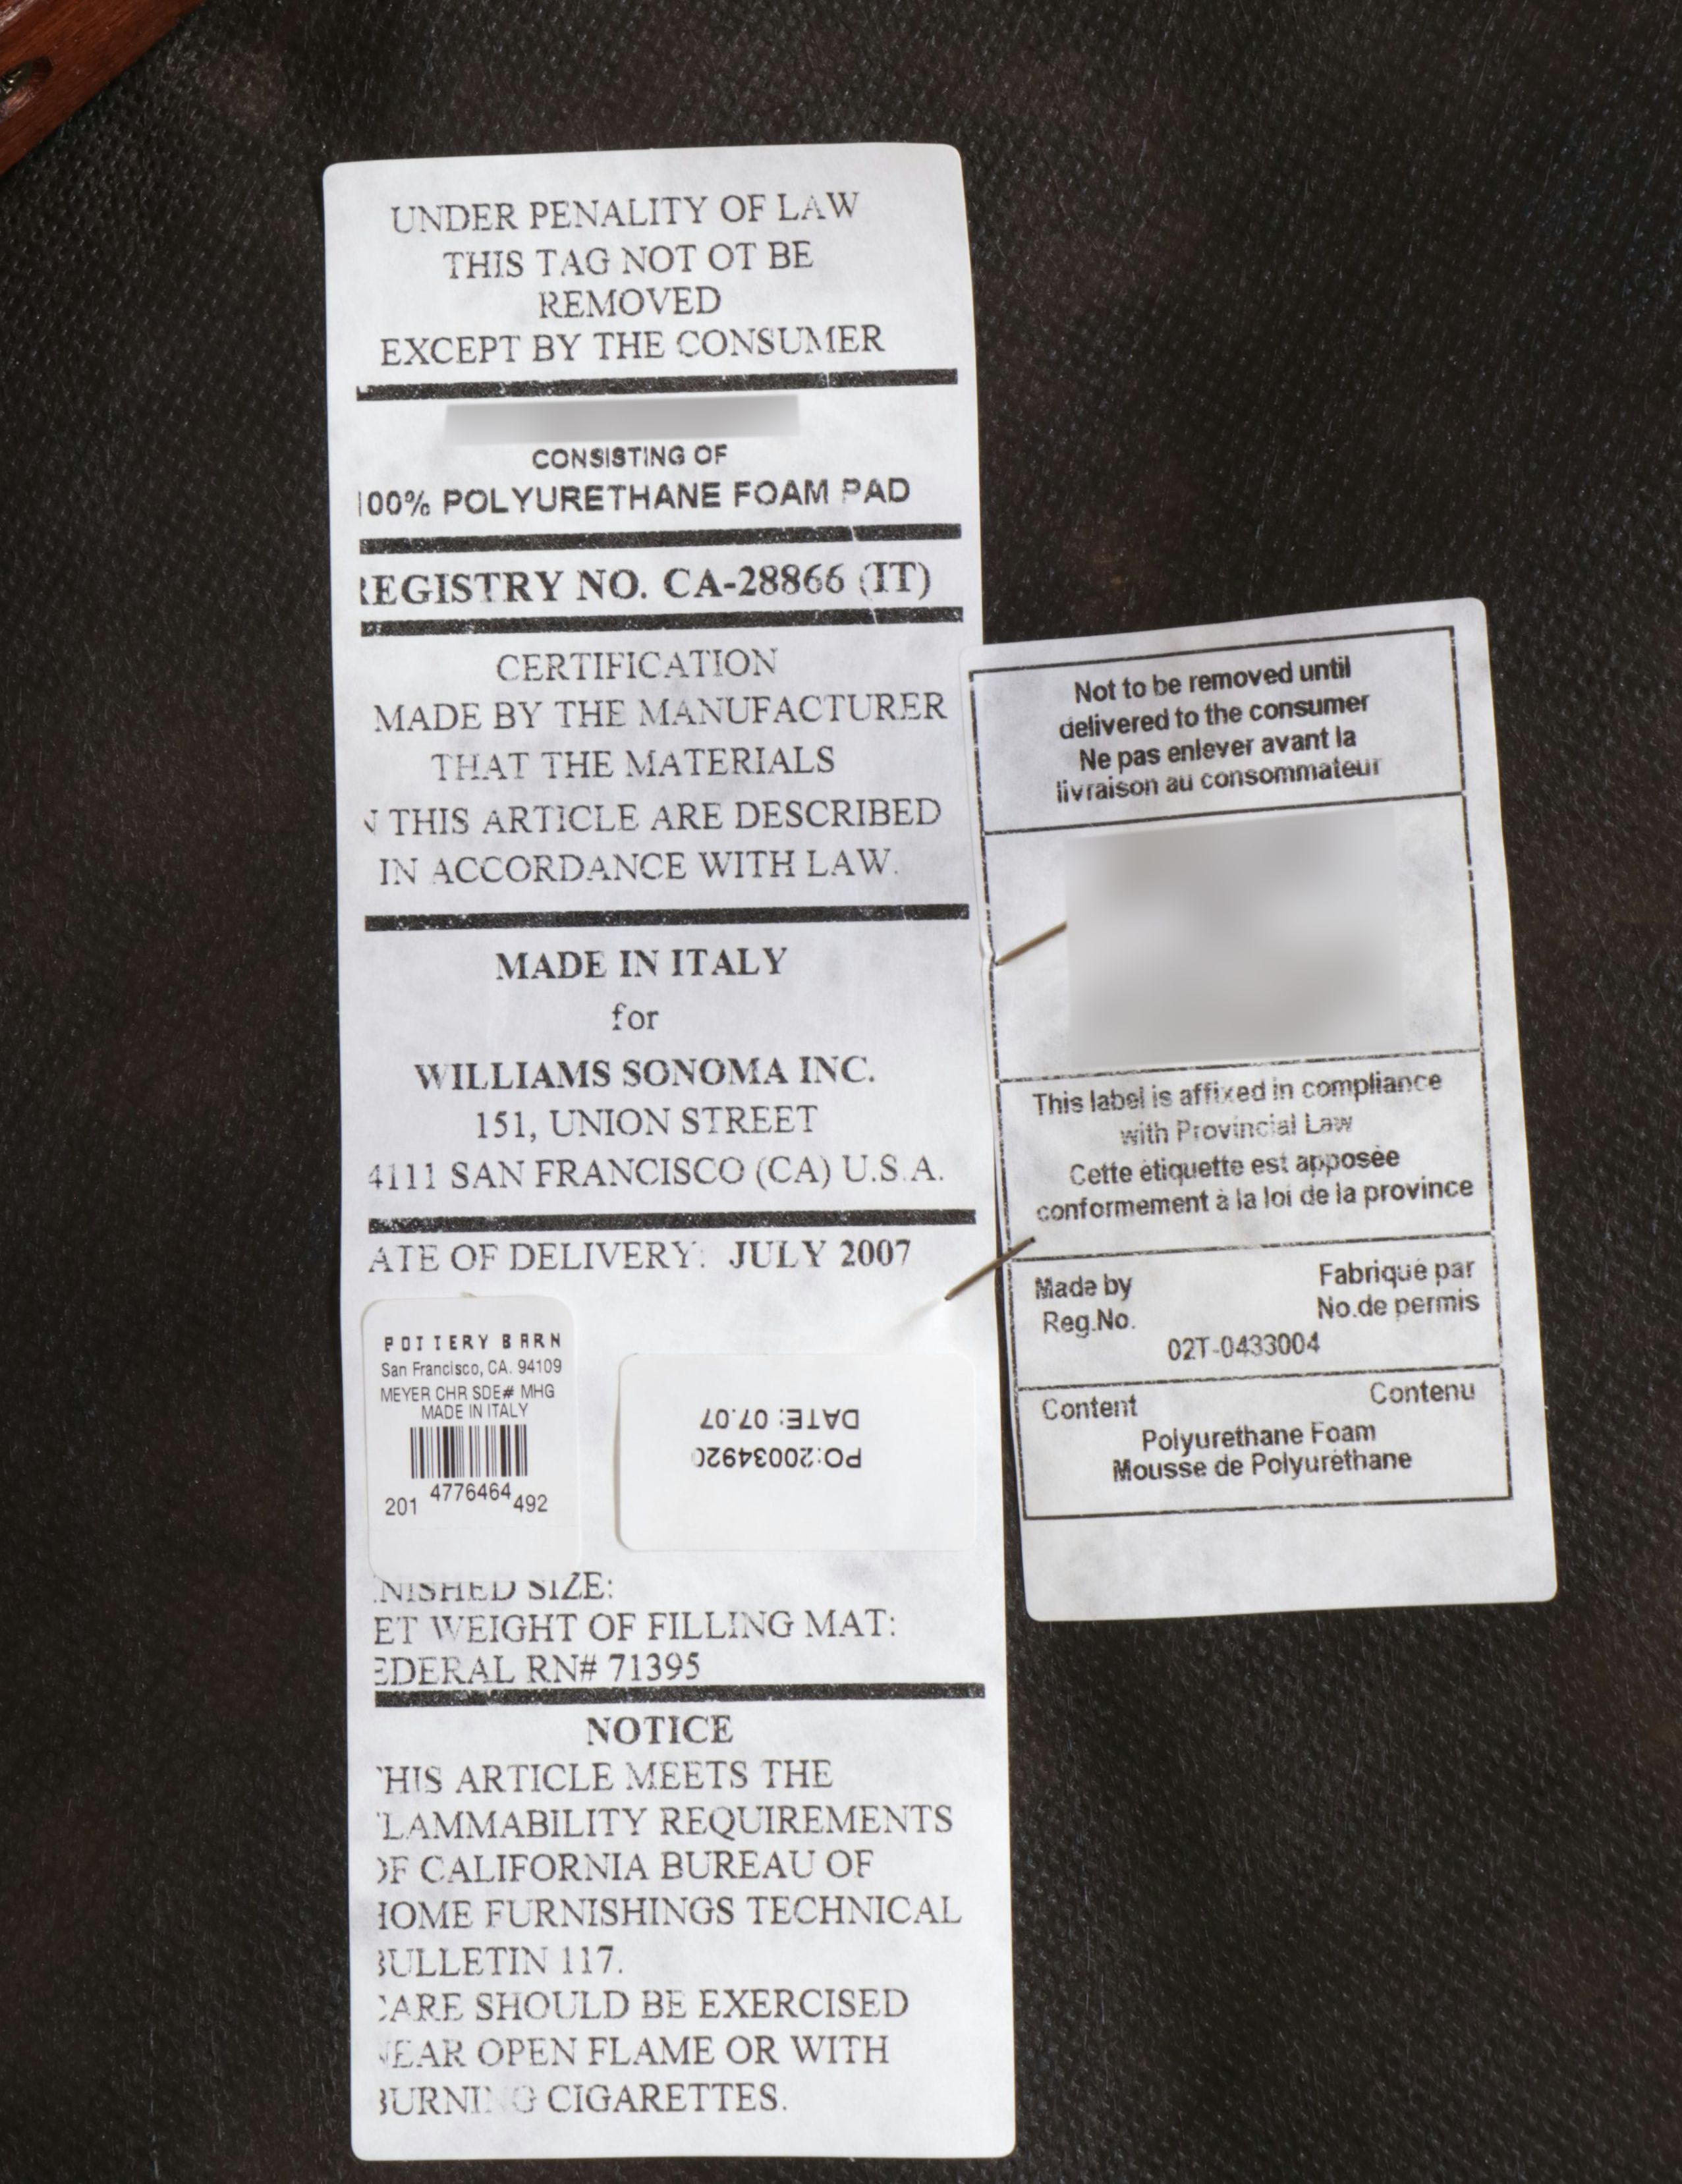 UNDER PENALITY OF LAW
THIS TAG NOT OT BE
REMOVED
EXCEPT BY THE CONSUMER
CONSISTING OF
100% POLYURETHANE FOAM PAD
REGISTRY NO. CA-28866 (IT)
CERTIFICATION
MADE BY THE MANUFACTURER
THAT THE MATERIALS
N THIS ARTICLE ARE DESCRIBED
IN ACCORDANCE WITH LAW.
MADE IN ITALY
for
WILLIAMS SONOMA INC.
151, UNION STREET
4111 SAN FRANCISCO (CA) U.S.A.
ATE OF DELIVERY: JULY 2007
POTTERY BARN
San Francisco, CA. 94109
MEYER CHR SDE# MHG
MADE IN ITALY
201 4776464 492
PO:20034920
DATE: 07.07
NISHED SIZE:
ET WEIGHT OF FILLING MAT:
EDERAL RN# 71395
NOTICE
THIS ARTICLE MEETS THE
LAMMABILITY REQUIREMENTS
OF CALIFORNIA BUREAU OF
HOME FURNISHINGS TECHNICAL
BULLETIN 117.
CARE SHOULD BE EXERCISED
NEAR OPEN FLAME OR WITH
BURNING CIGARETTES.
Not to be removed until
delivered to the consumer
Ne pas enlever avant la
livraison au consommateur
This label is affixed in compliance
with Provincial Law
Cette étiquette est apposée
conformement à la loi de la province
Made by Fabriqué par
Reg.No. No.de permis
02T-0433004
Content Contenu
Polyurethane Foam
Mousse de Polyuréthane